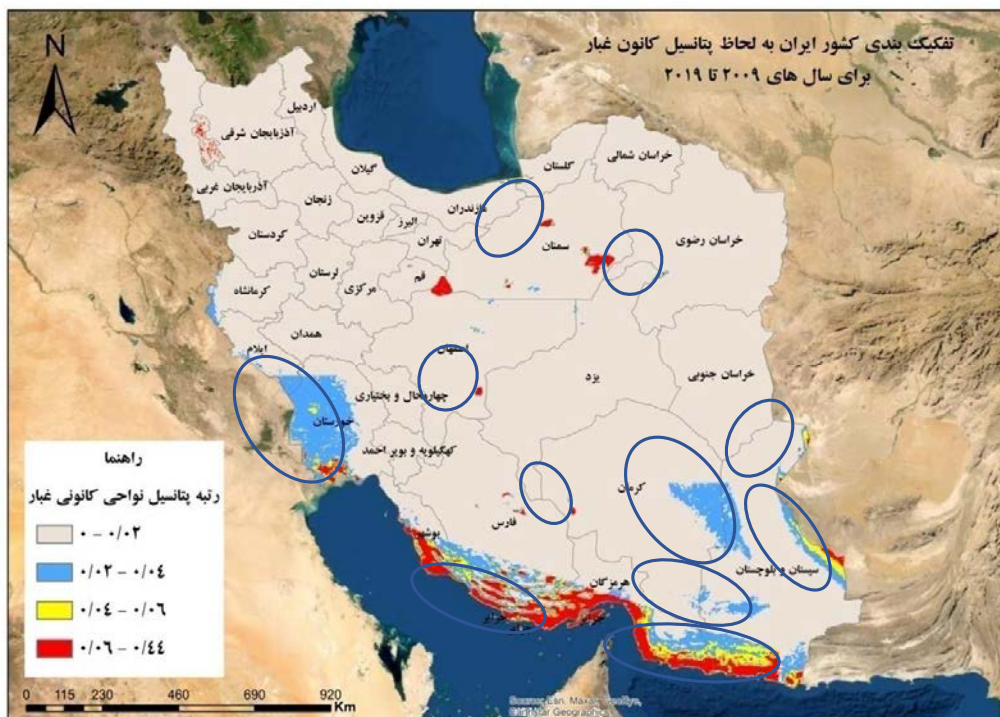 تفکیک بندی کشور ایران به لحاظ پتانسیل کانون غبار
برای سال های ۲۰۰۹ تا ۲۰۱۹
N
اردبیل
آذربایجان شرقی
گیلان
آذربایجان غربی
زنجان
کردستان
قزوین
البرز
مازندران
گلستان
خراسان شمالی
تهران
سمنان
خراسان رضوی
قم
مرکزی
لرستان
کرمانشاه
همدان
ایلام
اصفهان
یزد
خراسان جنوبی
چهارمحال و بختیاری
خوزستان
کهگیلویه و بویر احمد
کرمان
فارس
بوشهر
هرمزگان
سیستان و بلوچستان
راهنما
رتبه پتانسیل نواحی کانونی غبار
۰ - ۰/۰۲
۰/۰۲ - ۰/۰۴
۰/۰۴ - ۰/۰۶
۰/۰۶ - ۰/۴۴
0 115 230 460 690 920
Km